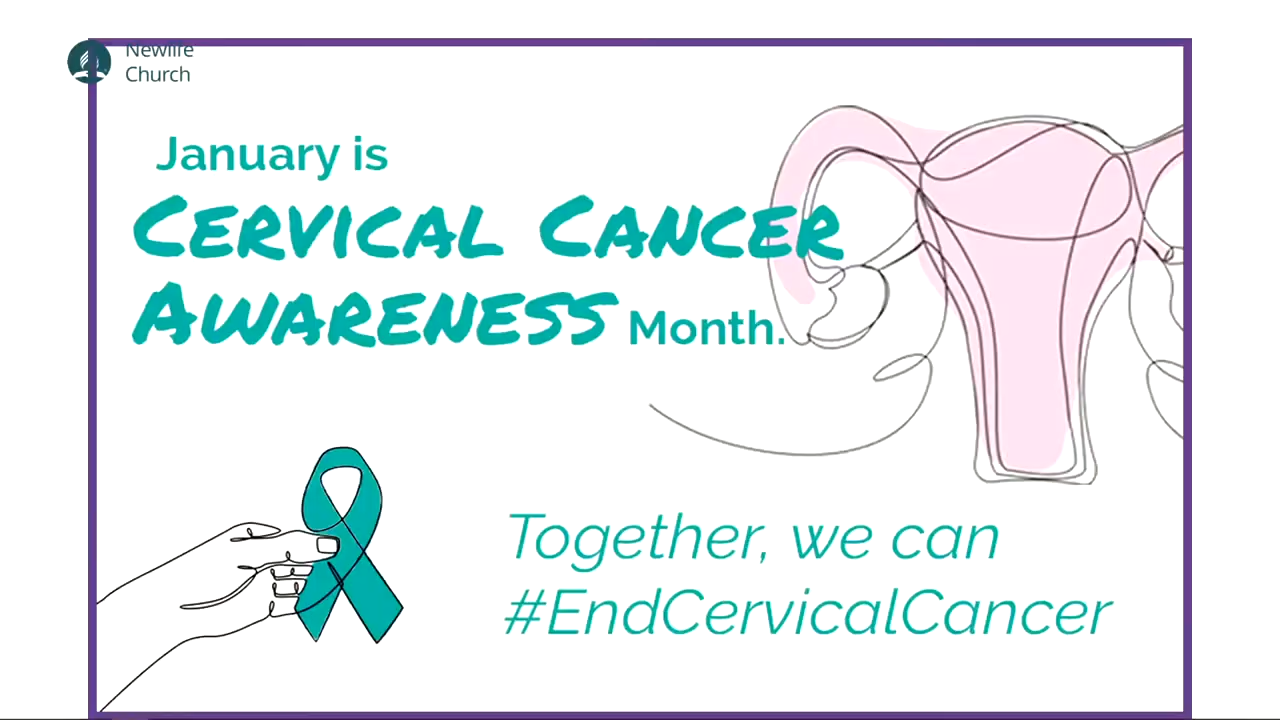 Newlife
Church
January is
CERVICAL CANCER
AWARENESS Month.
Together, we can
#EndCervicalCancer